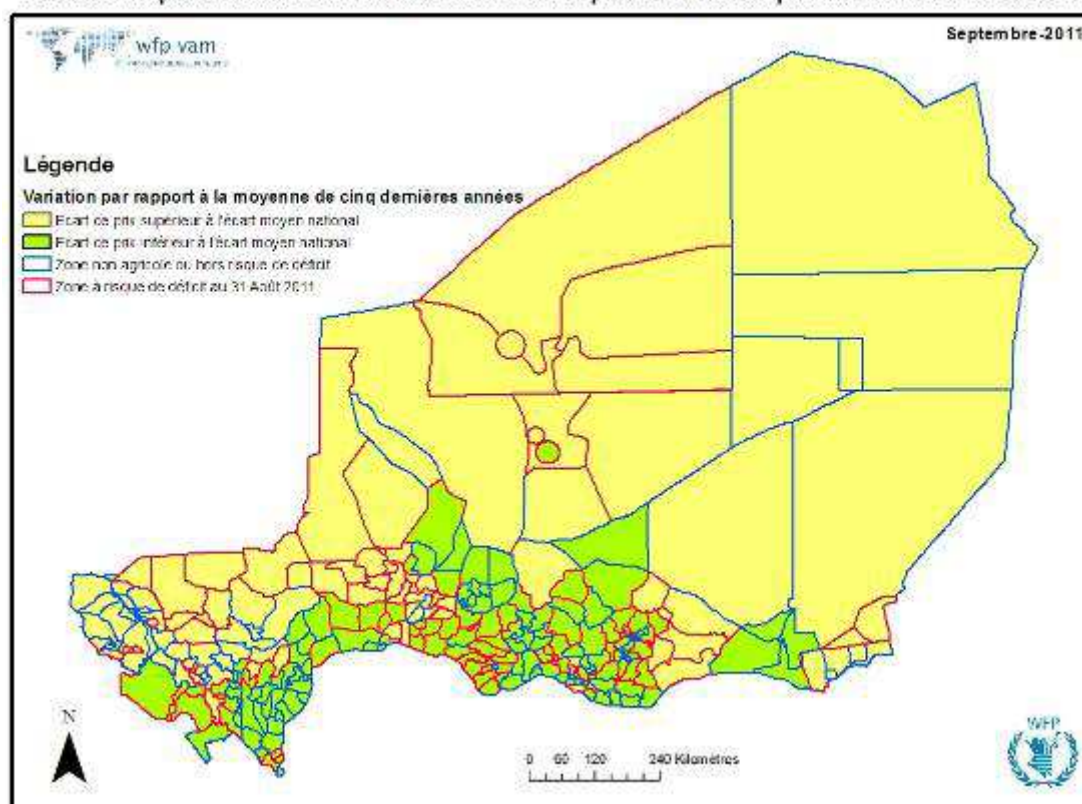 Septembre-2011
wfp vam
Légende
Variation par rapport à la moyenne de cinq dernières années
Ecart de prix supérieur à l'écart moyen national
Ecart de prix inférieur à l'écart moyen national
Zone non agricole ou hors risque de déficit
Zone à risque de déficit au 31 Août 2011
N
0 60 120 240 Kilomètres
WFP